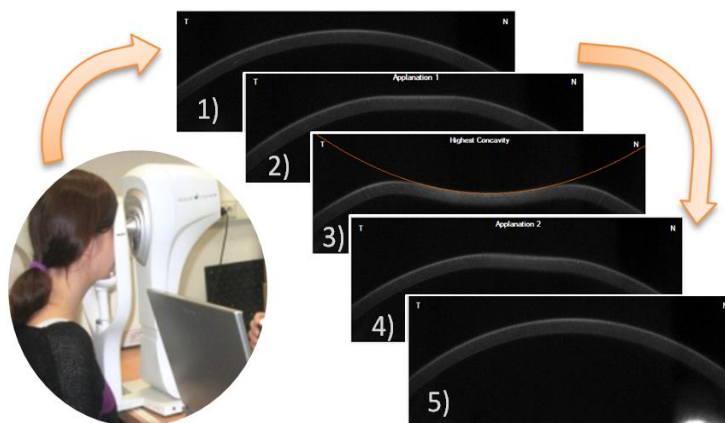 T N
1)
Applanation 1
T N
2)
Highest Concavity
T N
3)
Applanation 2
T N
4)
T N
5)